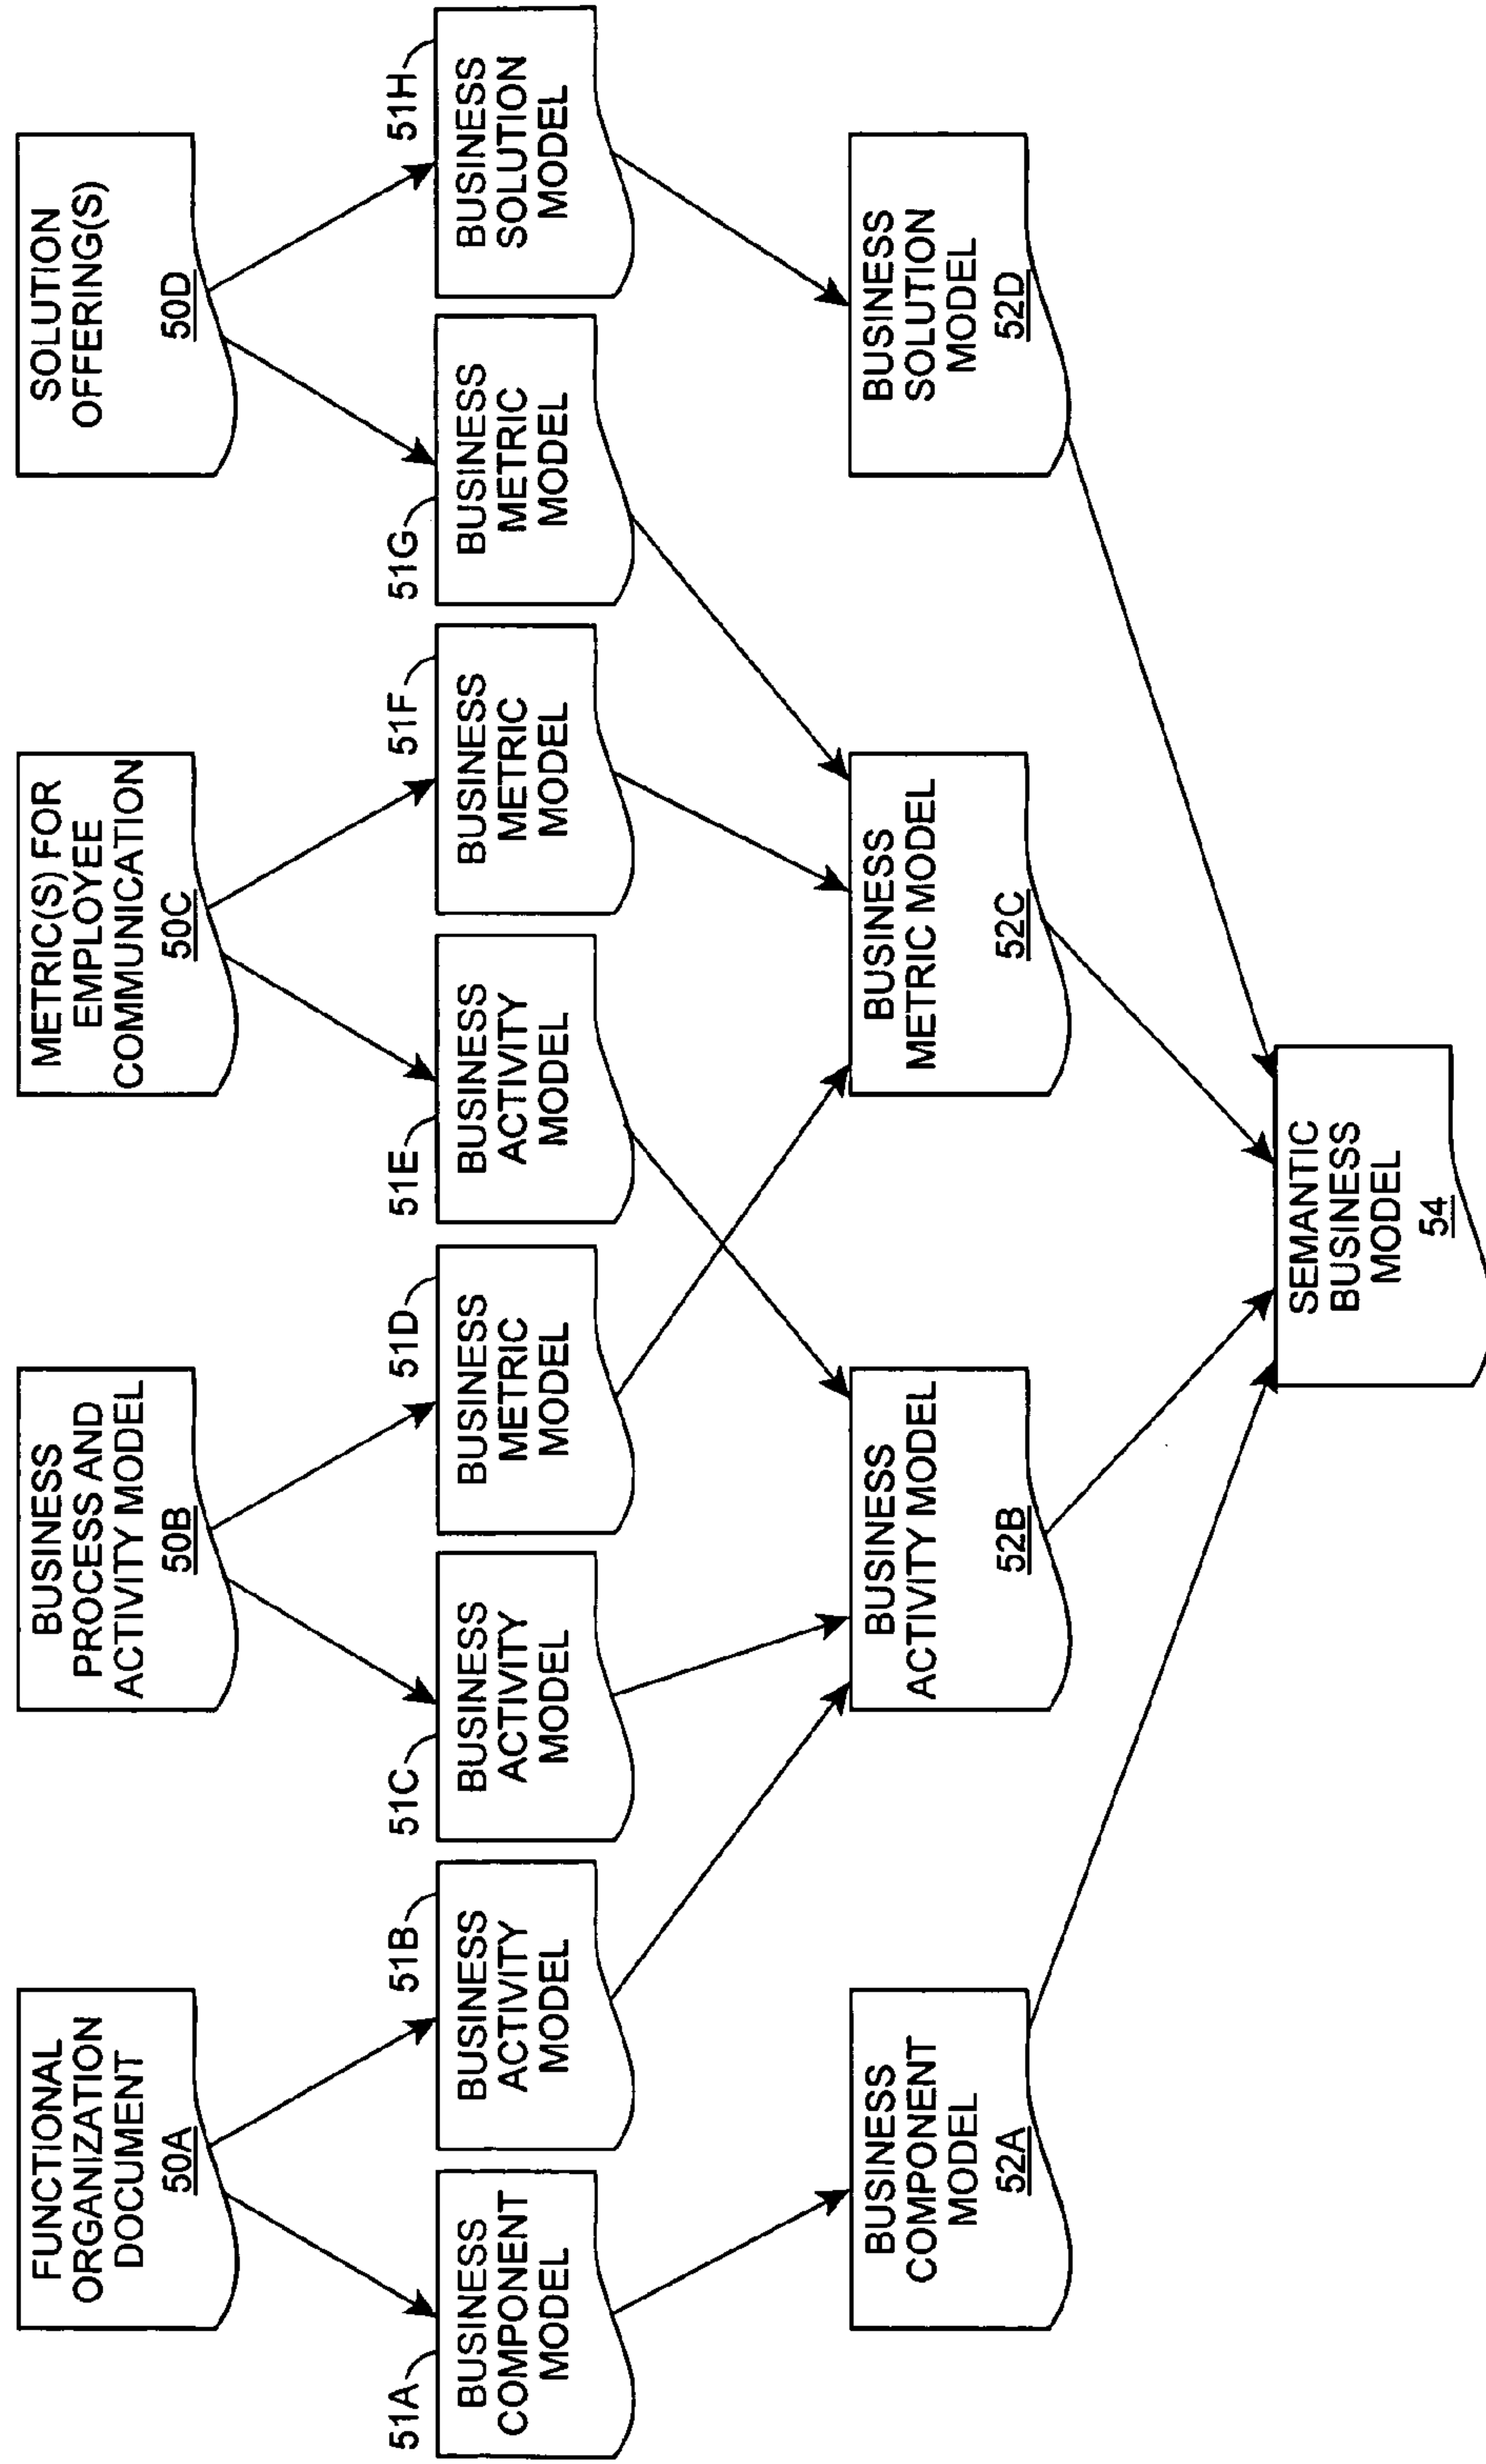 FUNCTIONAL
ORGANIZATION
DOCUMENT
50A
BUSINESS
PROCESS AND
ACTIVITY MODEL
50B
METRIC(S) FOR
EMPLOYEE
COMMUNICATION
50C
SOLUTION
OFFERING(S)
50D
51A
BUSINESS
COMPONENT
MODEL
51B
BUSINESS
ACTIVITY
MODEL
51C
BUSINESS
ACTIVITY
MODEL
51D
BUSINESS
METRIC
MODEL
51E
BUSINESS
ACTIVITY
MODEL
51F
BUSINESS
METRIC
MODEL
51G
BUSINESS
METRIC
MODEL
51H
BUSINESS
SOLUTION
MODEL
BUSINESS
COMPONENT
MODEL
52A
BUSINESS
ACTIVITY MODEL
52B
BUSINESS
METRIC MODEL
52C
BUSINESS
SOLUTION
MODEL
52D
SEMANTIC
BUSINESS
MODEL
54